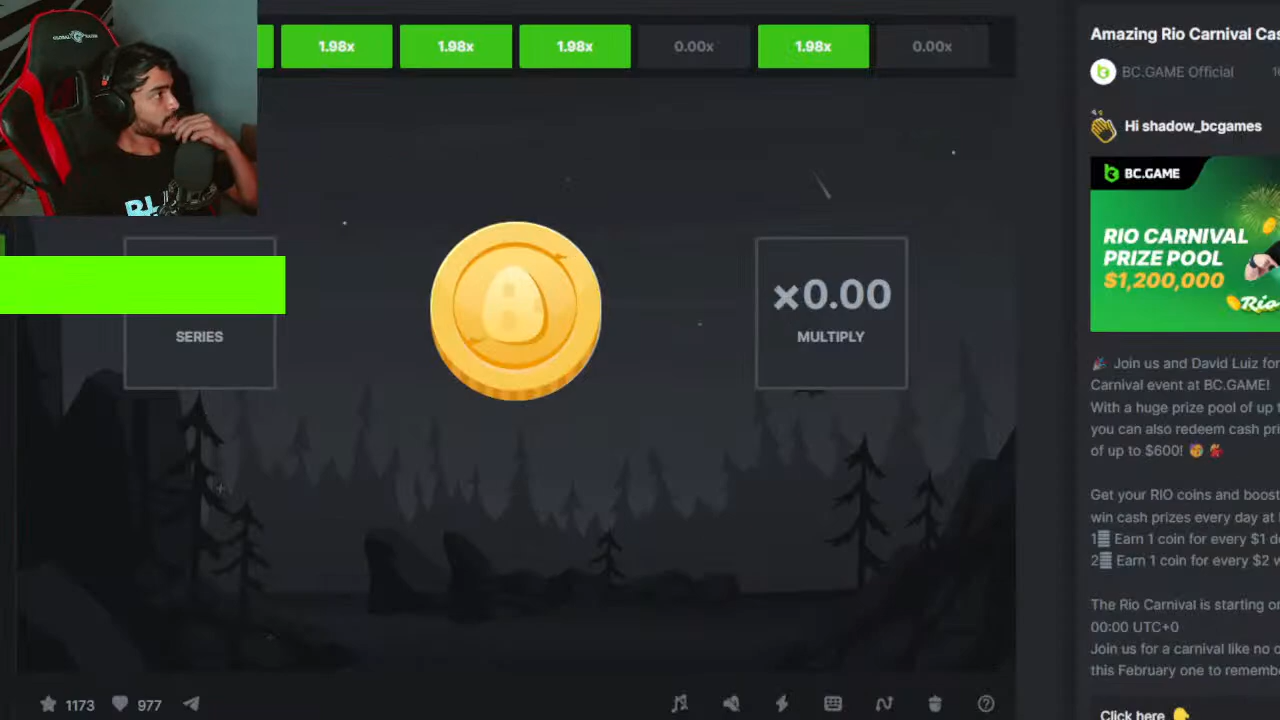 1.98x
1.98x
1.98x
0.00x
1.98x
0.00x
×0.00
SERIES
MULTIPLY
1173
977
Amazing Rio Carnival Cas
BC.GAME Official
Hi shadow_bcgames
BC.GAME
RIO CARNIVAL
PRIZE POOL
$1,200,000
Rio
Join us and David Luiz for
Carnival event at BC.GAME!
With a huge prize pool of up t
you can also redeem cash pri
of up to $600!
Get your RIO coins and boost
win cash prizes every day at
1 Earn 1 coin for every $1 d
2 Earn 1 coin for every $2 w
The Rio Carnival is starting o
00:00 UTC+0
Join us for a carnival like no o
this February one to rememb
Click here